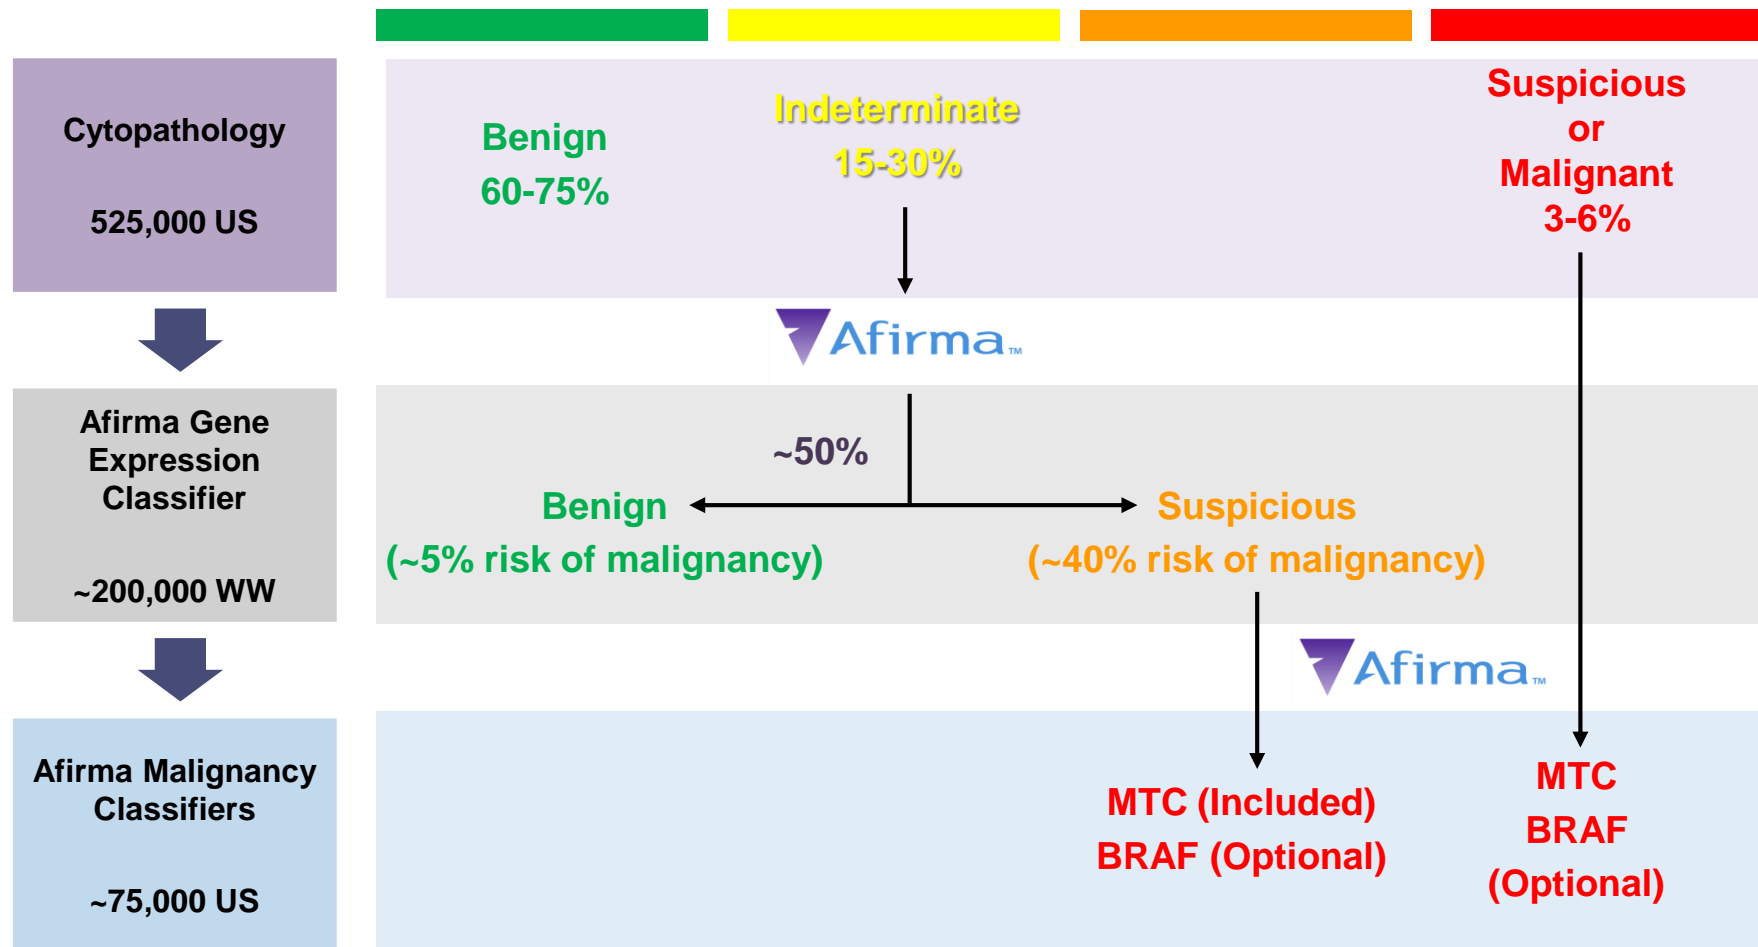 Cytopathology
525,000 US
Benign
60-75%
Indeterminate
15-30%
Suspicious
or
Malignant
3-6%
Afirma™
Afirma Gene
Expression
Classifier
~200,000 WW
~50%
Benign
(~5% risk of malignancy)
Suspicious
(~40% risk of malignancy)
Afirma™
Afirma Malignancy
Classifiers
~75,000 US
MTC (Included)
BRAF (Optional)
MTC
BRAF
(Optional)